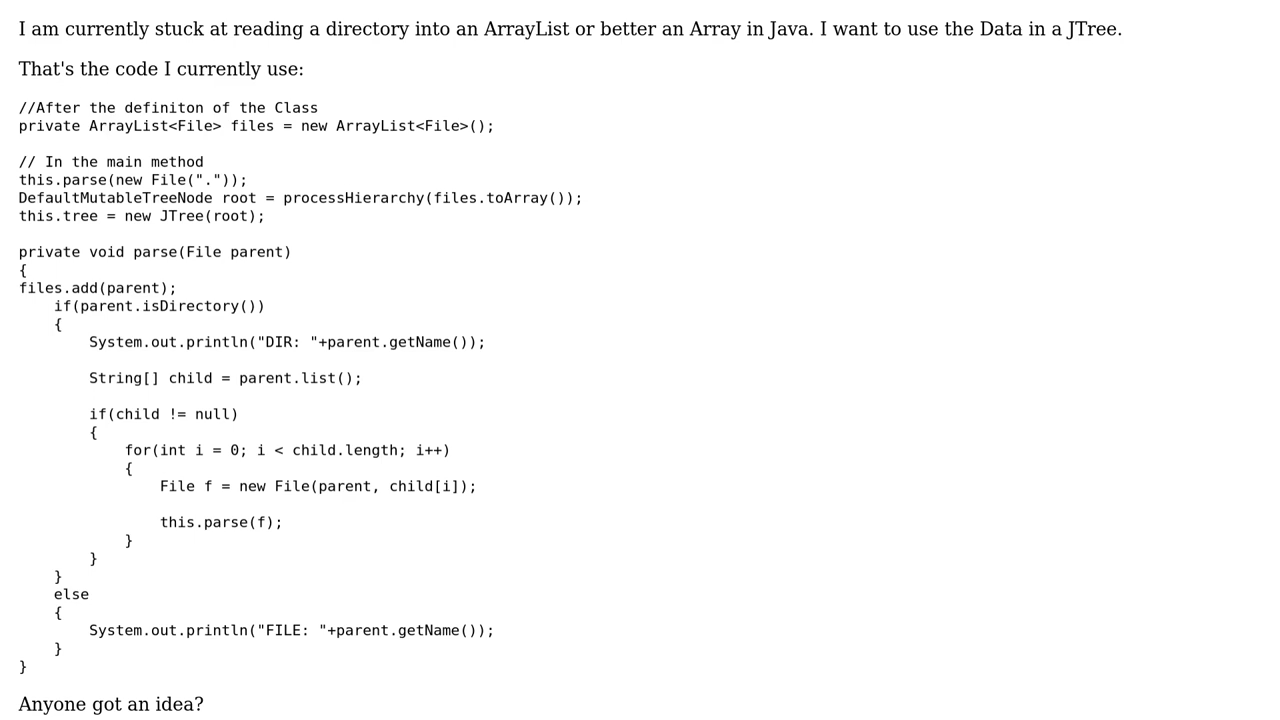 I am currently stuck at reading a directory into an ArrayList or better an Array in Java. I want to use the Data in a JTree.
That's the code I currently use:
//After the definiton of the Class
private ArrayList<File> files = new ArrayList<File>();
// In the main method
this.parse(new File("."));
DefaultMutableTreeNode root = processHierarchy(files.toArray());
this.tree = new JTree(root);
private void parse(File parent)
{
files.add(parent);
    if(parent.isDirectory())
    {
        System.out.println("DIR: "+parent.getName());
        String[] child = parent.list();
        if(child != null)
        {
            for(int i = 0; i < child.length; i++)
            {
                File f = new File(parent, child[i]);
                this.parse(f);
            }
        }
    }
    else
    {
        System.out.println("FILE: "+parent.getName());
    }
}
Anyone got an idea?